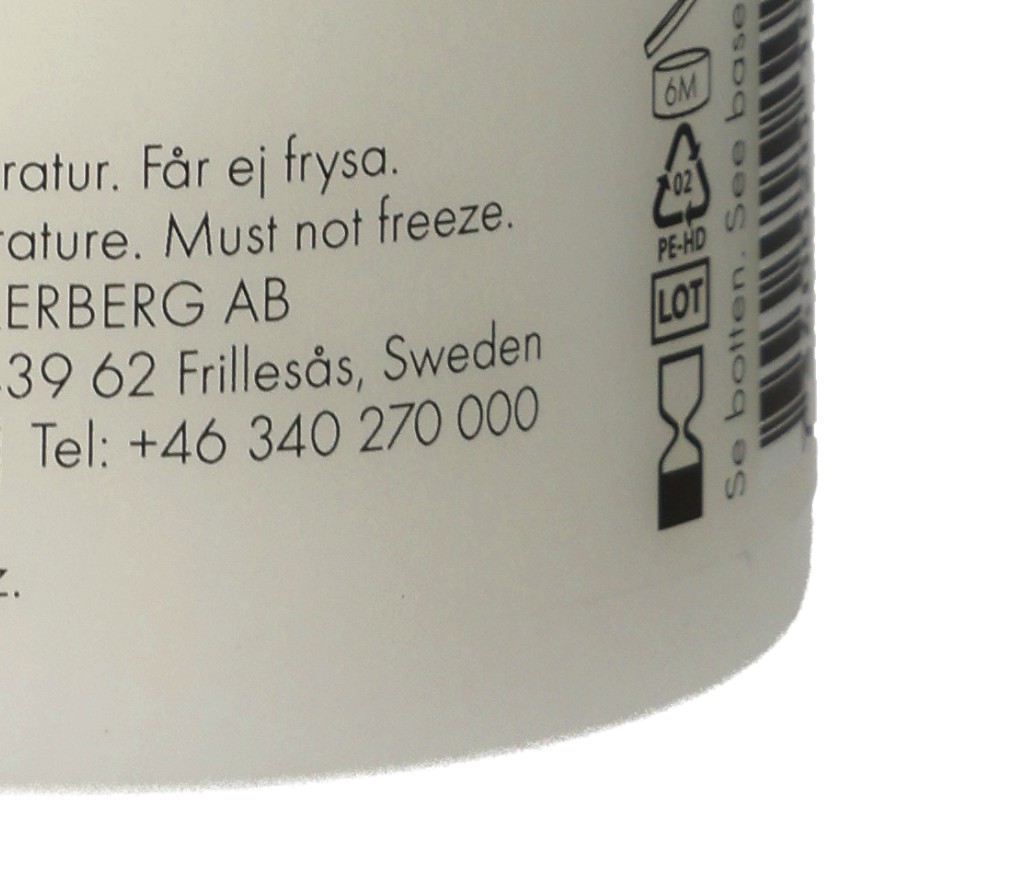 ratur. Får ej frysa.
rature. Must not freeze.
ERBERG AB
39 62 Frillesås, Sweden
Tel: +46 340 270 000
z.
6M
02
PE-HD
LOT
Se botten. See base